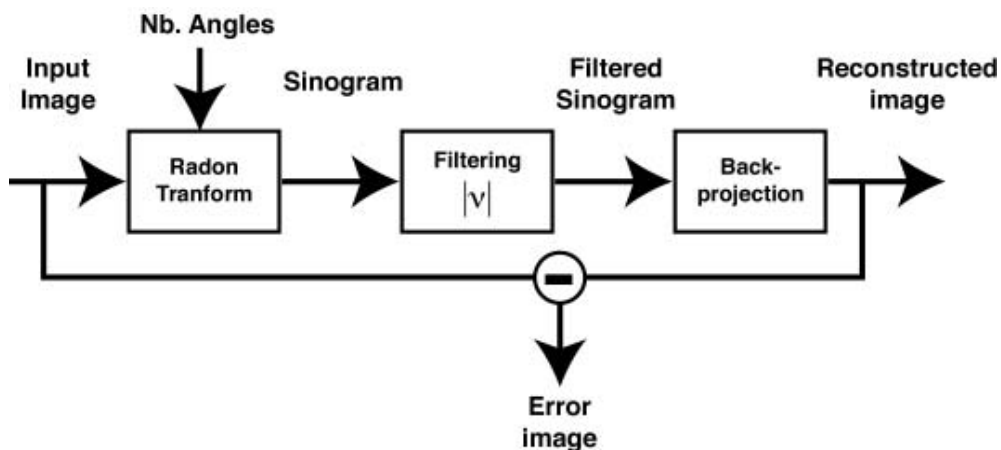 Nb. Angles
Input
Image
Sinogram
Filtered
Sinogram
Reconstructed
image
Radon
Tranform
Filtering
|ν|
Back-
projection
Error
image